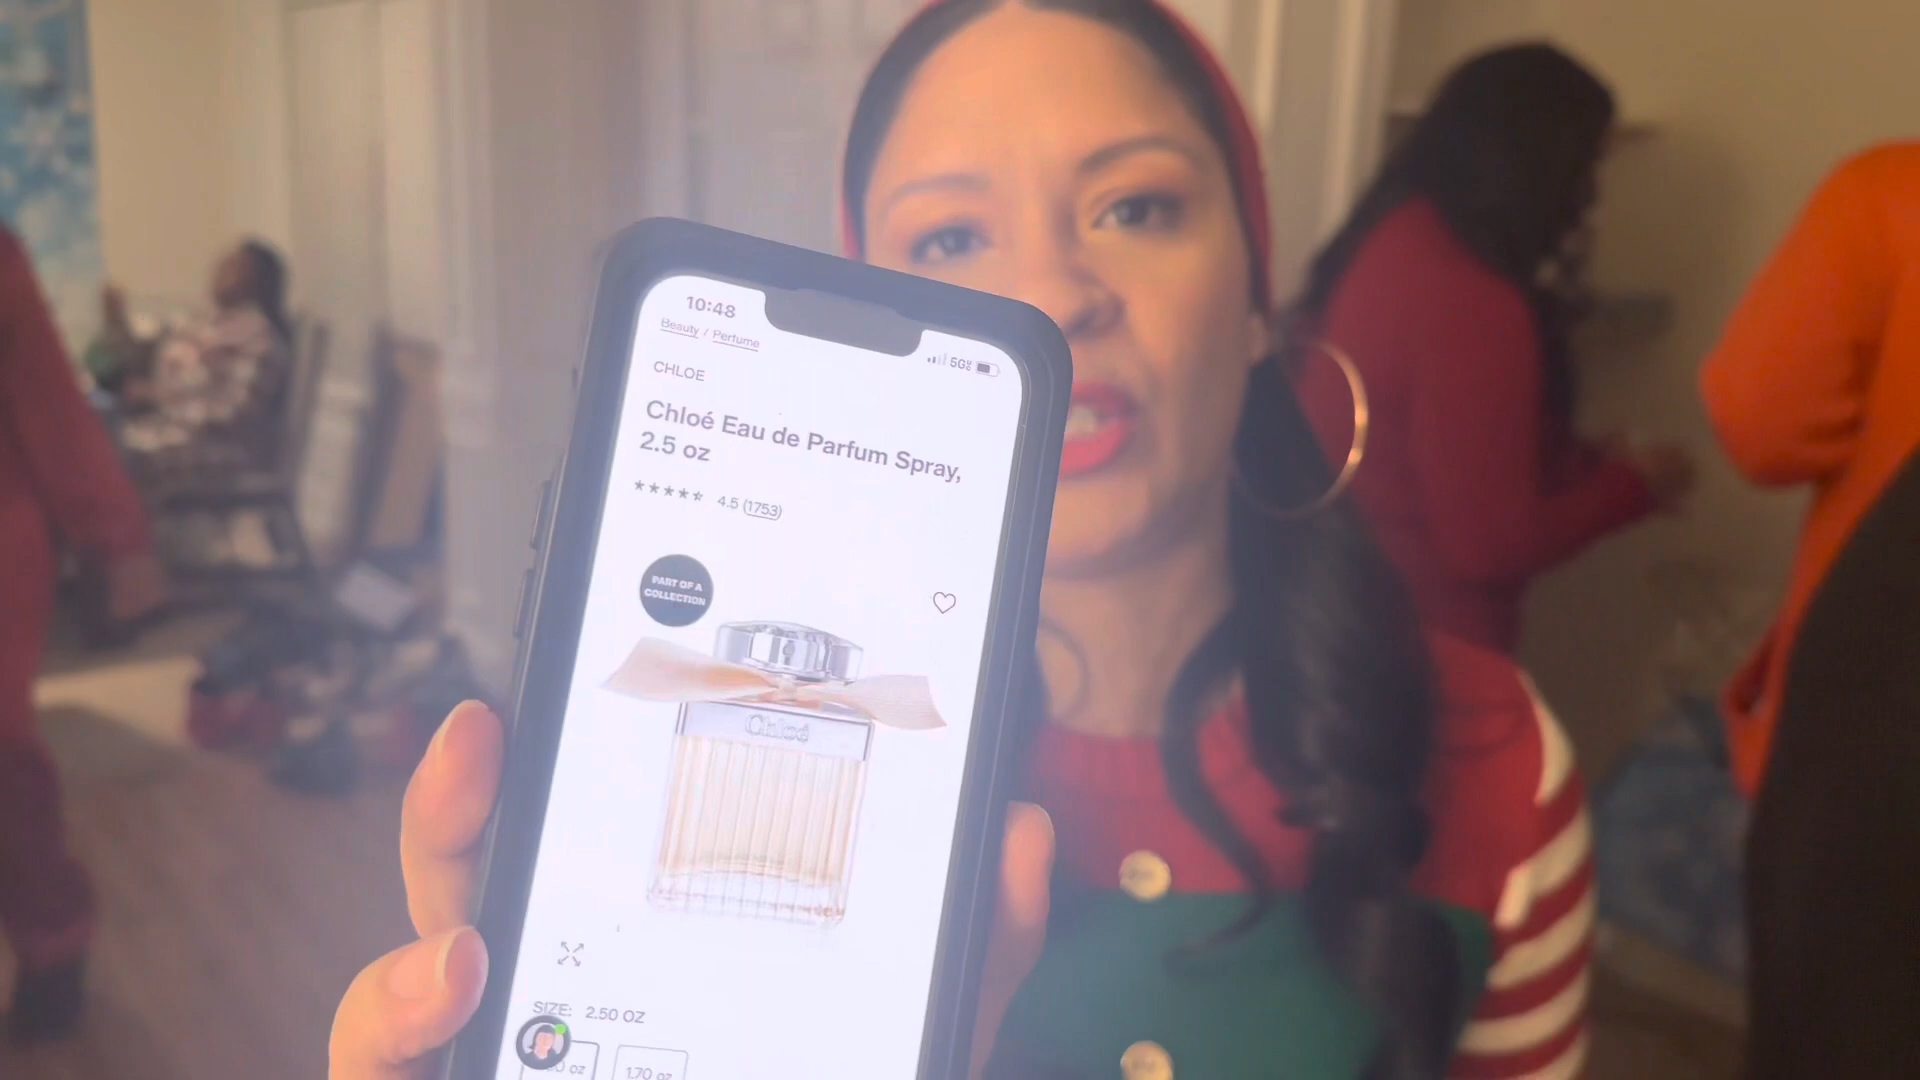 10:48
5G
Beauty / Perfume
CHLOE
Chloé Eau de Parfum Spray,
2.5 oz
4.5 (1753)
PART OF A
COLLECTION
Chloé
SIZE: 2.50 OZ
oz
1.70 oz